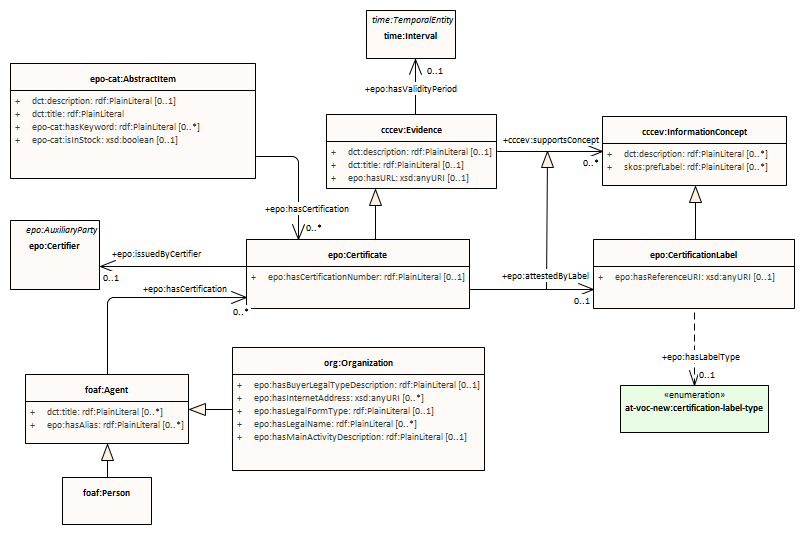 time:TemporalEntity
time:Interval
0..1
+epo:hasValidityPeriod
epo-cat:AbstractItem
+ dct:description: rdf:PlainLiteral [0..1]
+ dct:title: rdf:PlainLiteral
+ epo-cat:hasKeyword: rdf:PlainLiteral [0..*]
+ epo-cat:isInStock: xsd:boolean [0..1]
cccev:Evidence
+ dct:description: rdf:PlainLiteral [0..1]
+ dct:title: rdf:PlainLiteral [0..1]
+ epo:hasURL: xsd:anyURI [0..1]
+cccev:supportsConcept
0..*
cccev:InformationConcept
+ dct:description: rdf:PlainLiteral [0..*]
+ skos:prefLabel: rdf:PlainLiteral [0..*]
+epo:hasCertification
0..*
epo:AuxiliaryParty
epo:Certifier
+epo:issuedByCertifier
0..1
epo:Certificate
+ epo:hasCertificationNumber: rdf:PlainLiteral [0..1]
+epo:attestedByLabel
0..1
epo:CertificationLabel
+ epo:hasReferenceURI: xsd:anyURI [0..1]
+epo:hasCertification
0..*
+epo:hasLabelType
0..1
«enumeration»
at-voc-new:certification-label-type
org:Organization
+ epo:hasBuyerLegalTypeDescription: rdf:PlainLiteral [0..1]
+ epo:hasInternetAddress: xsd:anyURI [0..*]
+ epo:hasLegalFormType: rdf:PlainLiteral [0..1]
+ epo:hasLegalName: rdf:PlainLiteral [0..*]
+ epo:hasMainActivityDescription: rdf:PlainLiteral [0..1]
foaf:Agent
+ dct:title: rdf:PlainLiteral [0..*]
+ epo:hasAlias: rdf:PlainLiteral [0..*]
foaf:Person